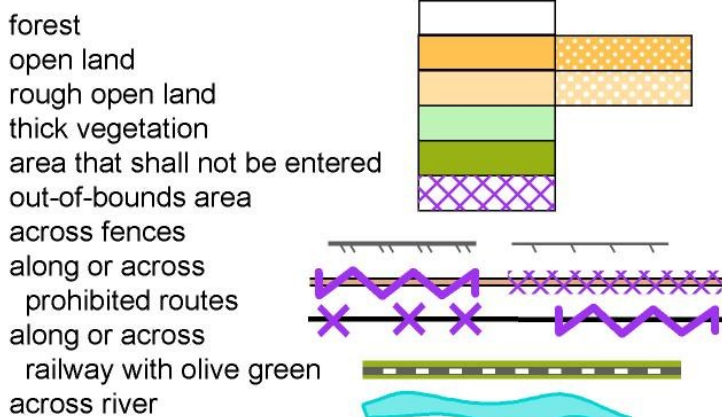 forest
open land
rough open land
thick vegetation
area that shall not be entered
out-of-bounds area
across fences
along or across
prohibited routes
along or across
railway with olive green
across river